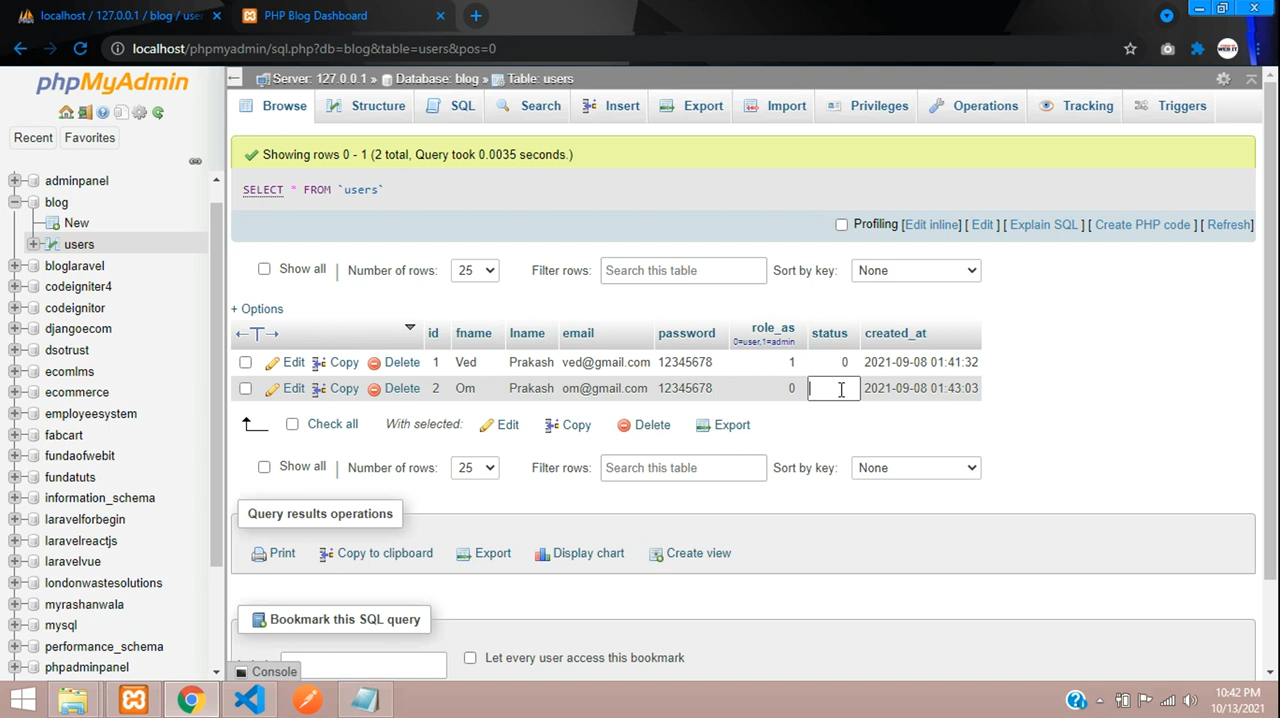 localhost / 127.0.0.1 / blog / user
PHP Blog Dashboard
localhost/phpmyadmin/sql.php?db=blog&table=users&pos=0
phpMyAdmin
Recent
Favorites
adminpanel
blog
New
users
bloglaravel
codeigniter4
codeignitor
djangoecom
dsotrust
ecomlms
ecommerce
employeesystem
fabcart
fundaofwebit
fundatuts
information_schema
laravelforbegin
laravelreactjs
laravelvue
londonwastesolutions
myrashanwala
mysql
performance_schema
phpadminpanel
Server: 127.0.0.1 » Database: blog » Table: users
Browse Structure SQL Search Insert Export Import Privileges Operations Tracking Triggers
Showing rows 0 - 1 (2 total, Query took 0.0035 seconds.)
SELECT * FROM `users`
Profiling [Edit inline] [ Edit ] [ Explain SQL ] [ Create PHP code ] [ Refresh]
Show all Number of rows: 25 Filter rows: Search this table Sort by key: None
+ Options
←T→ id fname lname email password role_as status created_at
0=user,1=admin
Edit Copy Delete 1 Ved Prakash ved@gmail.com 12345678 1 0 2021-09-08 01:41:32
Edit Copy Delete 2 Om Prakash om@gmail.com 12345678 0 2021-09-08 01:43:03
Check all With selected: Edit Copy Delete Export
Show all Number of rows: 25 Filter rows: Search this table Sort by key: None
Query results operations
Print Copy to clipboard Export Display chart Create view
Bookmark this SQL query
Let every user access this bookmark
Console
10:42 PM
10/13/2021